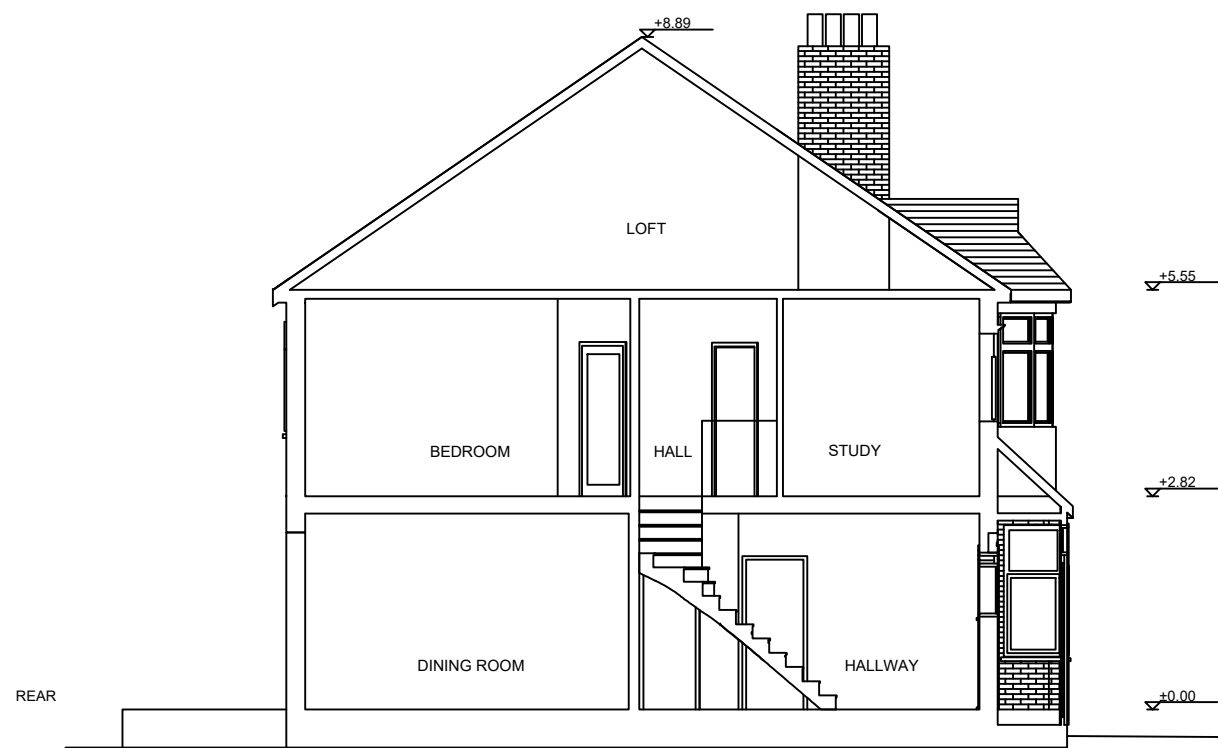 +8.89
LOFT
+5.55
BEDROOM
HALL
STUDY
+2.82
DINING ROOM
HALLWAY
REAR
±0.00